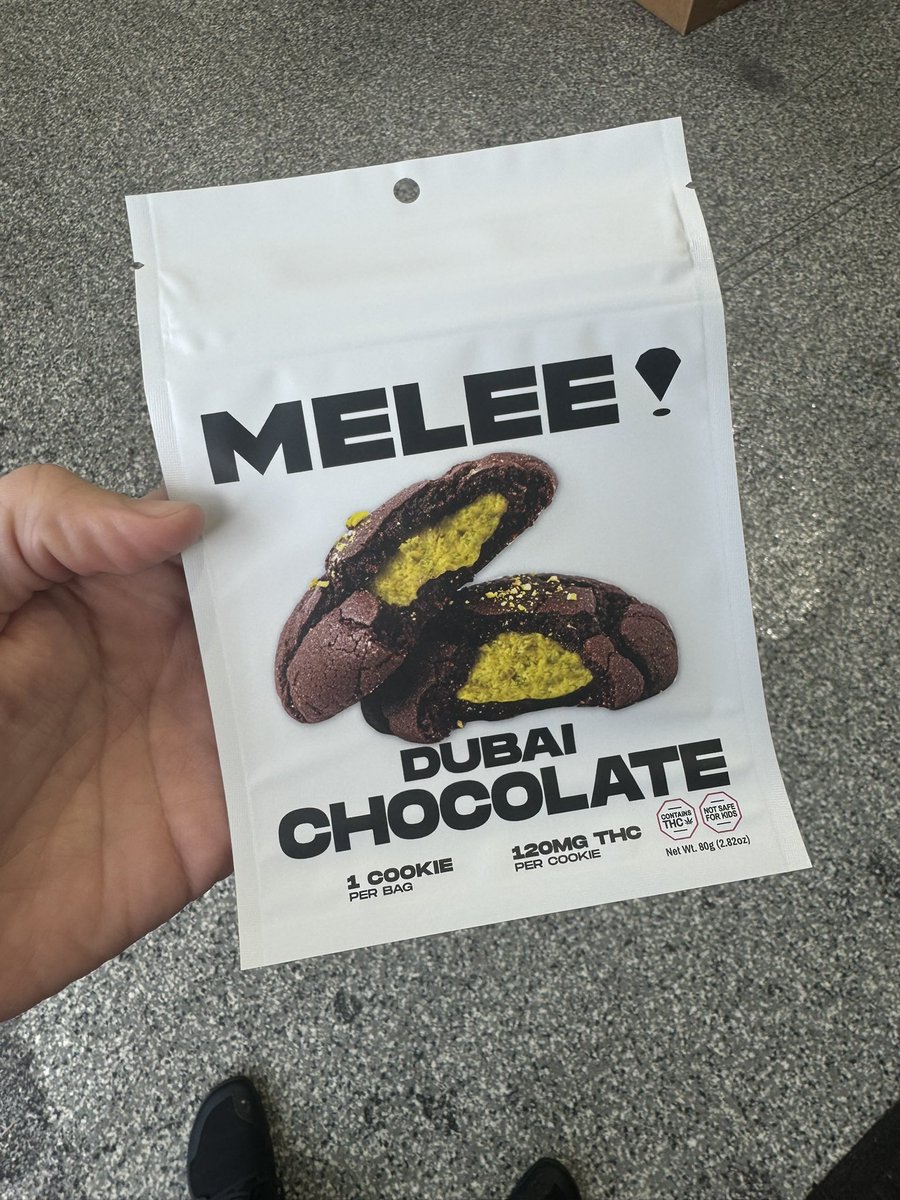 MELEE!
DUBAI
CHOCOLATE
1 COOKIE
PER BAG
120MG THC
PER COOKIE
CONTAINS
THC
NOT SAFE
FOR KIDS
Net Wt. 80g (2.82oz)